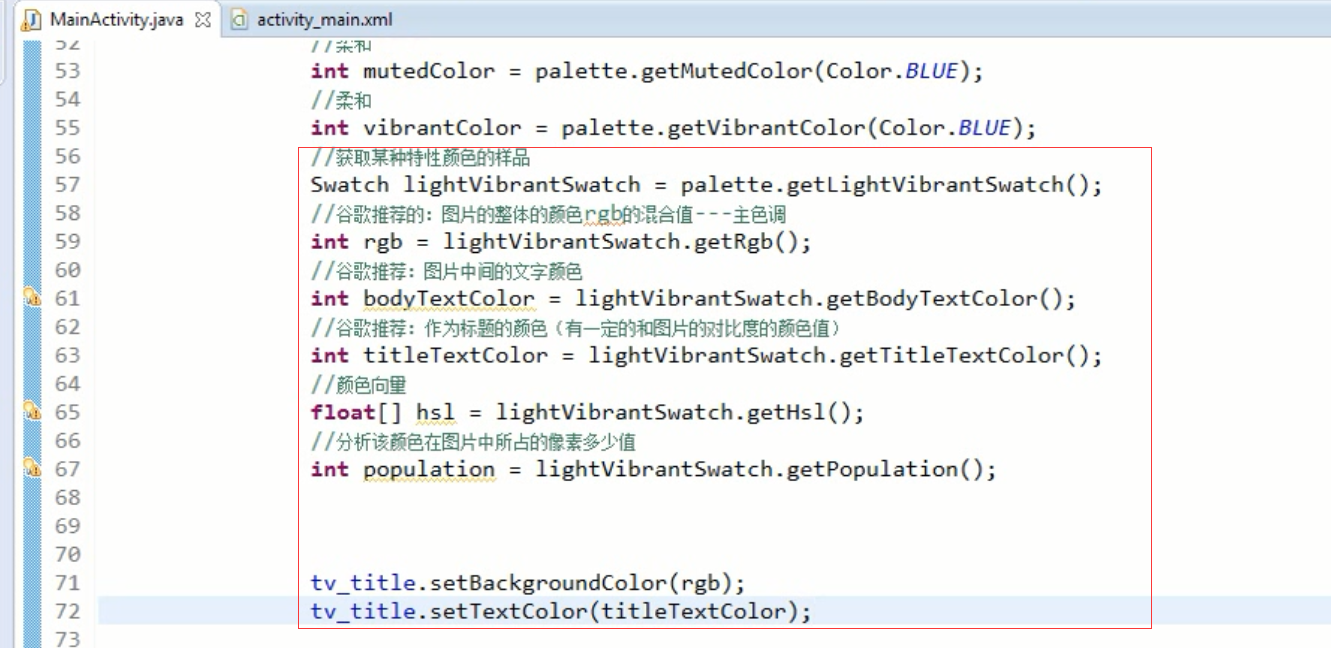 MainActivity.java activity_main.xml
52 //柔和
53 int mutedColor = palette.getMutedColor(Color.BLUE);
54 //柔和
55 int vibrantColor = palette.getVibrantColor(Color.BLUE);
56 //获取某种特性颜色的样品
57 Swatch lightVibrantSwatch = palette.getLightVibrantSwatch();
58 //谷歌推荐的：图片的整体的颜色rgb的混合值---主色调
59 int rgb = lightVibrantSwatch.getRgb();
60 //谷歌推荐：图片中间的文字颜色
61 int bodyTextColor = lightVibrantSwatch.getBodyTextColor();
62 //谷歌推荐：作为标题的颜色（有一定的和图片的对比度的颜色值）
63 int titleTextColor = lightVibrantSwatch.getTitleTextColor();
64 //颜色向量
65 float[] hsl = lightVibrantSwatch.getHsl();
66 //分析该颜色在图片中所占的像素多少值
67 int population = lightVibrantSwatch.getPopulation();
68
69
70
71 tv_title.setBackgroundColor(rgb);
72 tv_title.setTextColor(titleTextColor);
73